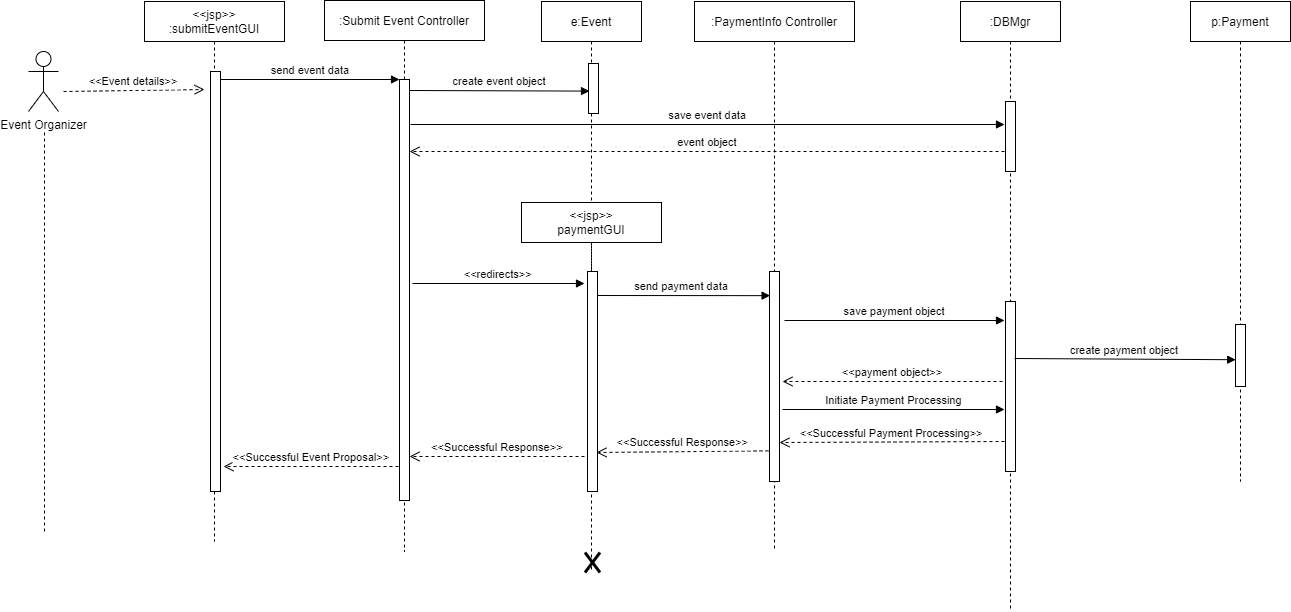 <<jsp>>
:submitEventGUI
:Submit Event Controller
e:Event
:PaymentInfo Controller
:DBMgr
p:Payment
Event Organizer
<<Event details>>
send event data
create event object
save event data
event object
<<jsp>>
paymentGUI
<<redirects>>
send payment data
save payment object
create payment object
<<payment object>>
Initiate Payment Processing
<<Successful Payment Processing>>
<<Successful Response>>
<<Successful Response>>
<<Successful Event Proposal>>